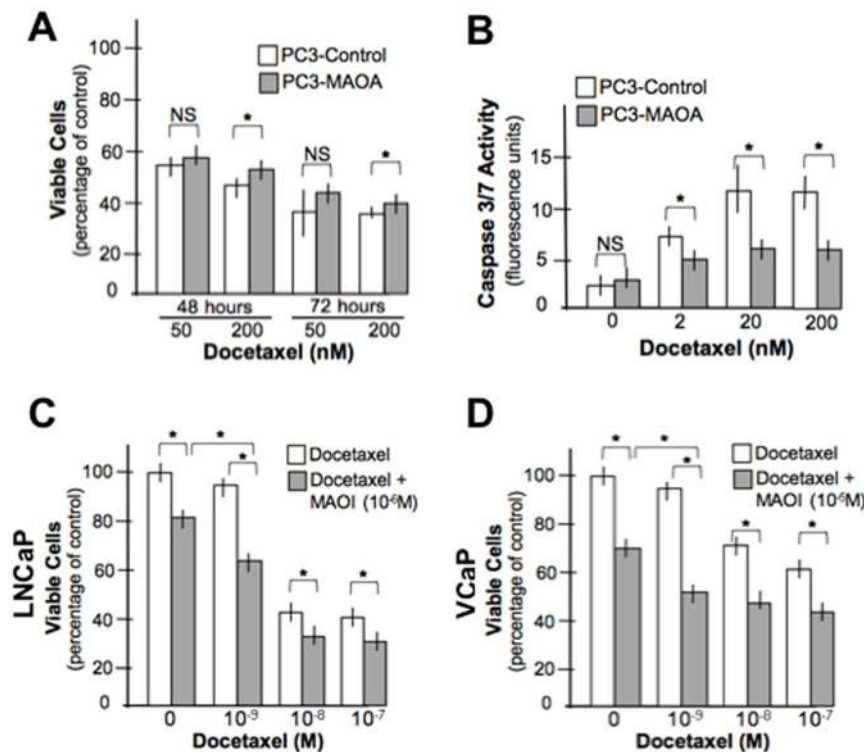 A
PC3-Control
PC3-MAOA
Viable Cells
(percentage of control)
100
80
60
40
20
NS
*
NS
*
48 hours
72 hours
50
200
50
200
Docetaxel (nM)
B
PC3-Control
PC3-MAOA
Caspase 3/7 Activity
(fluorescence units)
15
10
5
0
NS
*
*
*
0
2
20
200
Docetaxel (nM)
C
Docetaxel
Docetaxel +
MAOI (10⁻⁶M)
LNCaP
Viable Cells
(percentage of control)
100
80
60
40
20
0
*
*
*
*
*
0
10⁻⁹
10⁻⁸
10⁻⁷
Docetaxel (M)
D
Docetaxel
Docetaxel +
MAOI (10⁻⁶M)
VCaP
Viable Cells
(percentage of control)
100
80
60
40
20
0
*
*
*
*
*
0
10⁻⁹
10⁻⁸
10⁻⁷
Docetaxel (M)